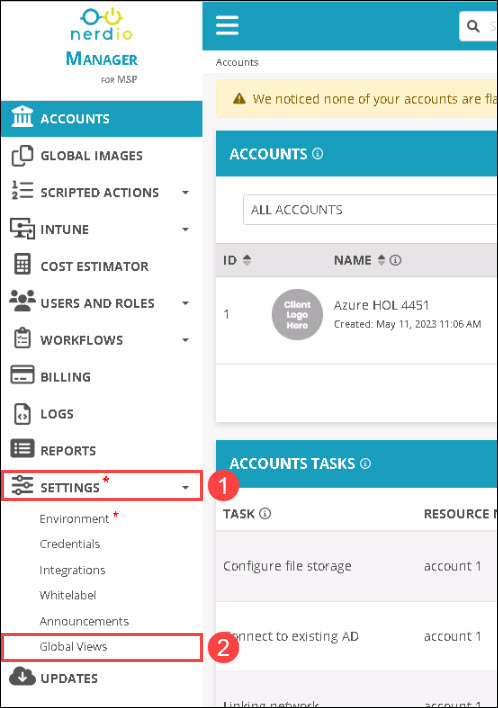 nerdio
MANAGER
FOR MSP
ACCOUNTS
GLOBAL IMAGES
SCRIPTED ACTIONS
INTUNE
COST ESTIMATOR
USERS AND ROLES
WORKFLOWS
BILLING
LOGS
REPORTS
SETTINGS *
1
Environment *
Credentials
Integrations
Whitelabel
Announcements
Global Views
2
UPDATES
Accounts
We noticed none of your accounts are fla
ACCOUNTS
ALL ACCOUNTS
ID NAME
1 Client Logo Here Azure HOL 4451
Created: May 11, 2023 11:06 AM
ACCOUNTS TASKS
TASK RESOURCE N
Configure file storage account 1
Connect to existing AD account 1
Linking network account 1